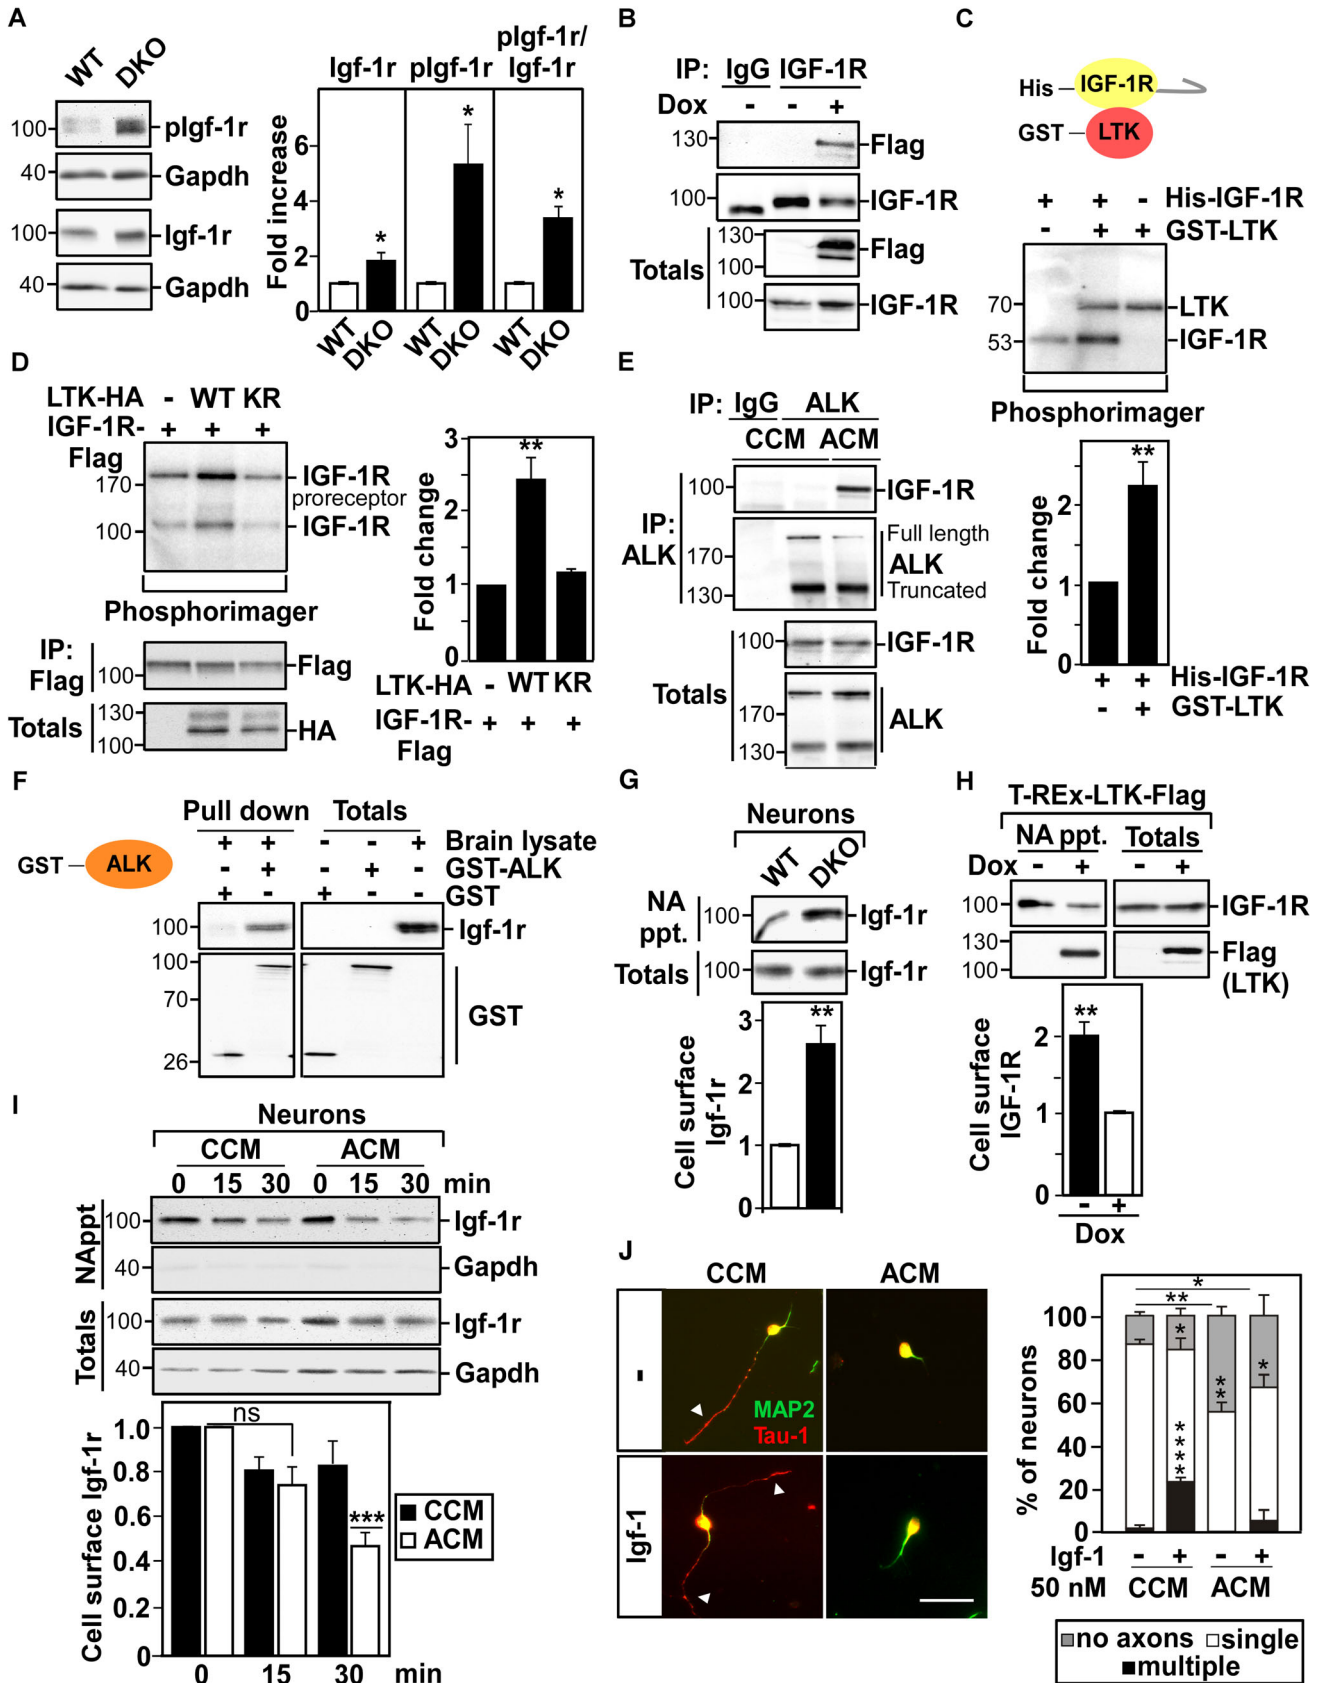 A
WT DKO
100 pIgf-1r
40 Gapdh
100 Igf-1r
40 Gapdh
Igf-1r pIgf-1r pIgf-1r/ Igf-1r
Fold increase
6
4
2
0
* * *
WT DKO WT DKO WT DKO
B
IP: IgG IGF-1R
Dox - - +
130 Flag
100 IGF-1R
Totals
130 Flag
100
100 IGF-1R
C
His IGF-1R
GST LTK
+ + - His-IGF-1R
- + + GST-LTK
70 LTK
53 IGF-1R
Phosphorimager
**
Fold change
2
1
0
+ + His-IGF-1R
- + GST-LTK
D
LTK-HA - WT KR
IGF-1R- + + +
Flag
170 IGF-1R
proreceptor
100 IGF-1R
Phosphorimager
IP: Flag
100 Flag
Totals
130
100 HA
Fold change
3
2
1
0
**
LTK-HA - WT KR
IGF-1R- + + +
Flag
E
IP: IgG ALK
CCM ACM
IP: ALK
100 IGF-1R
Full length
170 ALK
130 Truncated
Totals
100 IGF-1R
170 ALK
130
F
GST ALK
Pull down Totals
+ + - - + Brain lysate
- + - + - GST-ALK
+ - + - - GST
100 Igf-1r
100
70
26
GST
G
Neurons
WT DKO
NA ppt.
100 Igf-1r
Totals 100 Igf-1r
Cell surface Igf-1r
3
2
1
0
**
H
T-REx-LTK-Flag
NA ppt. Totals
Dox - + - +
100 IGF-1R
130 Flag
100 (LTK)
Cell surface IGF-1R
2
1
0
**
- +
Dox
I
Neurons
CCM ACM
0 15 30 0 15 30 min
NAppt
100 Igf-1r
40 Gapdh
Totals
100 Igf-1r
40 Gapdh
Cell surface Igf-1r
1.0
0.8
0.6
0.4
0.2
0
ns
***
CCM
ACM
0 15 30 min
J
CCM ACM
-
MAP2
Tau-1
Igf-1
% of neurons
100
80
60
40
20
0
*
**
* ** *
****
Igf-1 - + - +
50 nM CCM ACM
no axons single
multiple